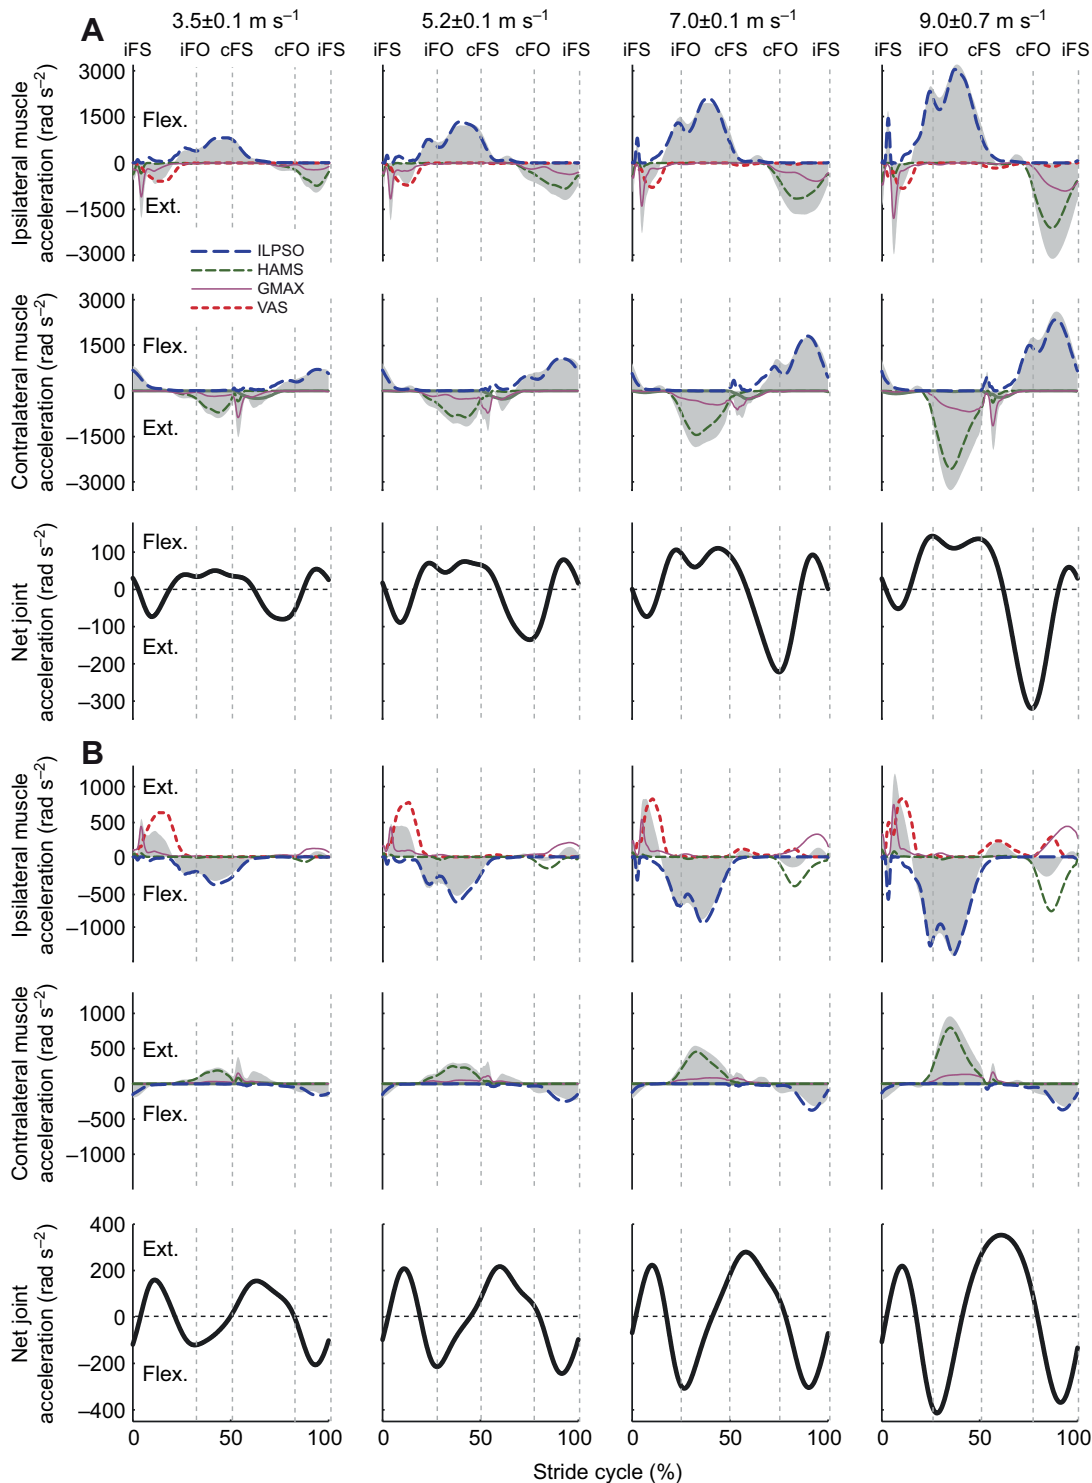 A
3.5±0.1 m s⁻¹ 5.2±0.1 m s⁻¹ 7.0±0.1 m s⁻¹ 9.0±0.7 m s⁻¹
iFS iFO cFS cFO iFS iFO cFS cFO iFS iFO cFS cFO iFS iFO cFS cFO iFS
Ipsilateral muscle
acceleration (rad s⁻²)
3000
1500
0
–1500
–3000
Flex.
Ext.
ILPSO
HAMS
GMAX
VAS
Contralateral muscle
acceleration (rad s⁻²)
3000
1500
0
–1500
–3000
Flex.
Ext.
Net joint
acceleration (rad s⁻²)
100
0
–100
–200
–300
Flex.
Ext.
B
Ipsilateral muscle
acceleration (rad s⁻²)
1000
500
0
–500
–1000
Ext.
Flex.
Contralateral muscle
acceleration (rad s⁻²)
1000
500
0
–500
–1000
Ext.
Flex.
Net joint
acceleration (rad s⁻²)
400
200
0
–200
–400
Ext.
Flex.
0 50 100 0 50 100 0 50 100 0 50 100
Stride cycle (%)